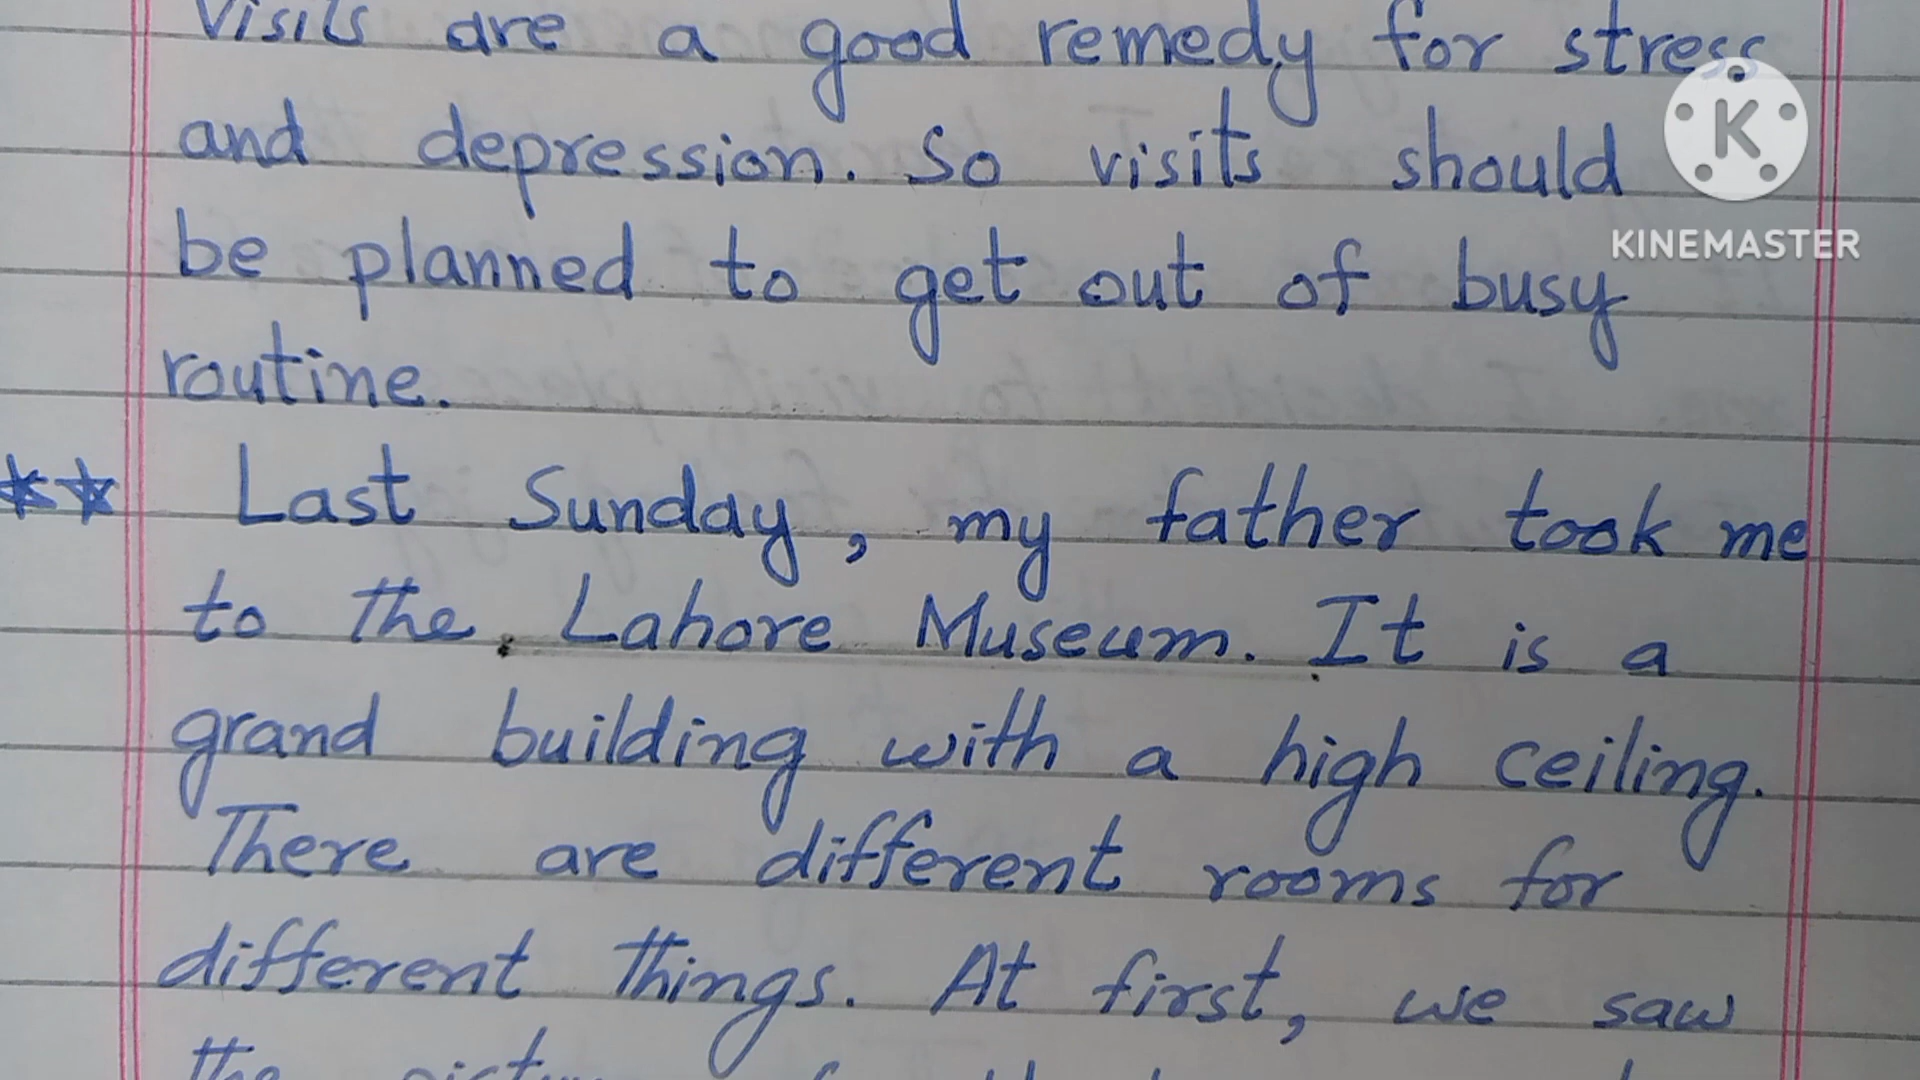 Visits are a good remedy for stress
and depression. So visits should
K
KINEMASTER
be planned to get out of busy
routine.
** Last Sunday, my father took me
to the Lahore Museum. It is a
grand building with a high ceiling.
There are different rooms for
different things. At first, we saw
the